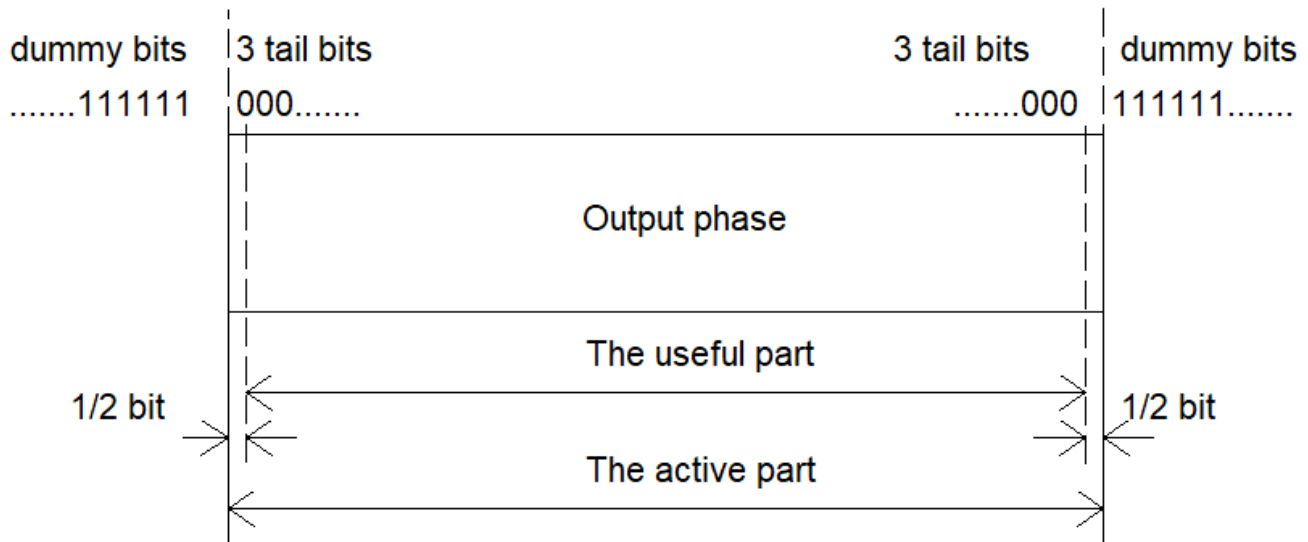 dummy bits 3 tail bits 3 tail bits dummy bits
.......111111 000....... .......000 111111.......
Output phase
The useful part
1/2 bit 1/2 bit
The active part